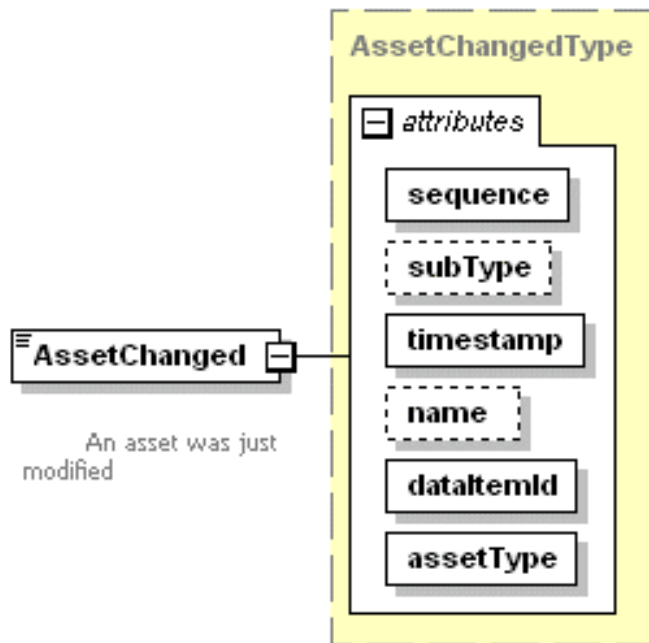 AssetChangedType
attributes
sequence
subType
timestamp
name
dataItemId
assetType
AssetChanged
An asset was just
modified